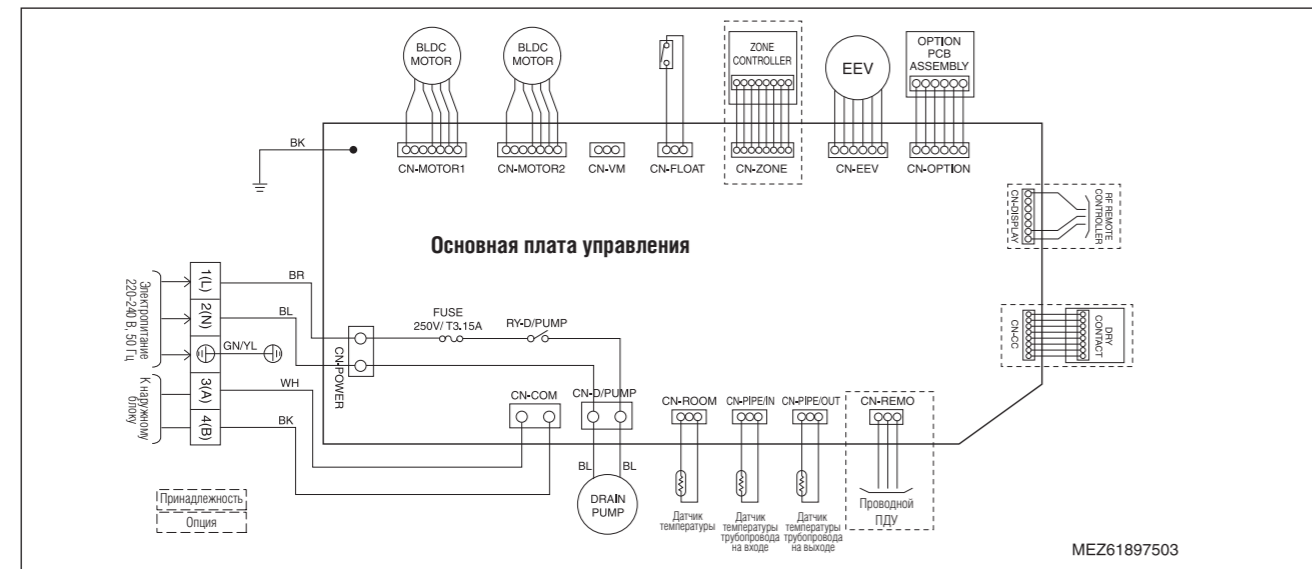 BLDC
MOTOR
BLDC
MOTOR
ZONE
CONTROLLER
EEV
OPTION
PCB
ASSEMBLY
BK
CN-MOTOR1
CN-MOTOR2
CN-VM
CN-FLOAT
CN-ZONE
CN-EEV
CN-OPTION
CN-DISPLAY
RF REMOTE
CONTROLLER
Основная плата управления
Электропитание
220-240 В, 50 Гц
1(L)
BR
2(N)
BL
GN/YL
К наружному
блоку
3(A)
WH
4(B)
BK
CN-POWER
FUSE
250V/ T3.15A
RY-D/PUMP
CN-CC
DRY
CONTACT
CN-COM
CN-D/PUMP
CN-ROOM
CN-PIPE/IN
CN-PIPE/OUT
CN-REMO
BL
BL
DRAIN
PUMP
Датчик
температуры
Датчик
температуры
трубопровода
на входе
Датчик
температуры
трубопровода
на выходе
Проводной
ПДУ
Принадлежность
Опция
MEZ61897503